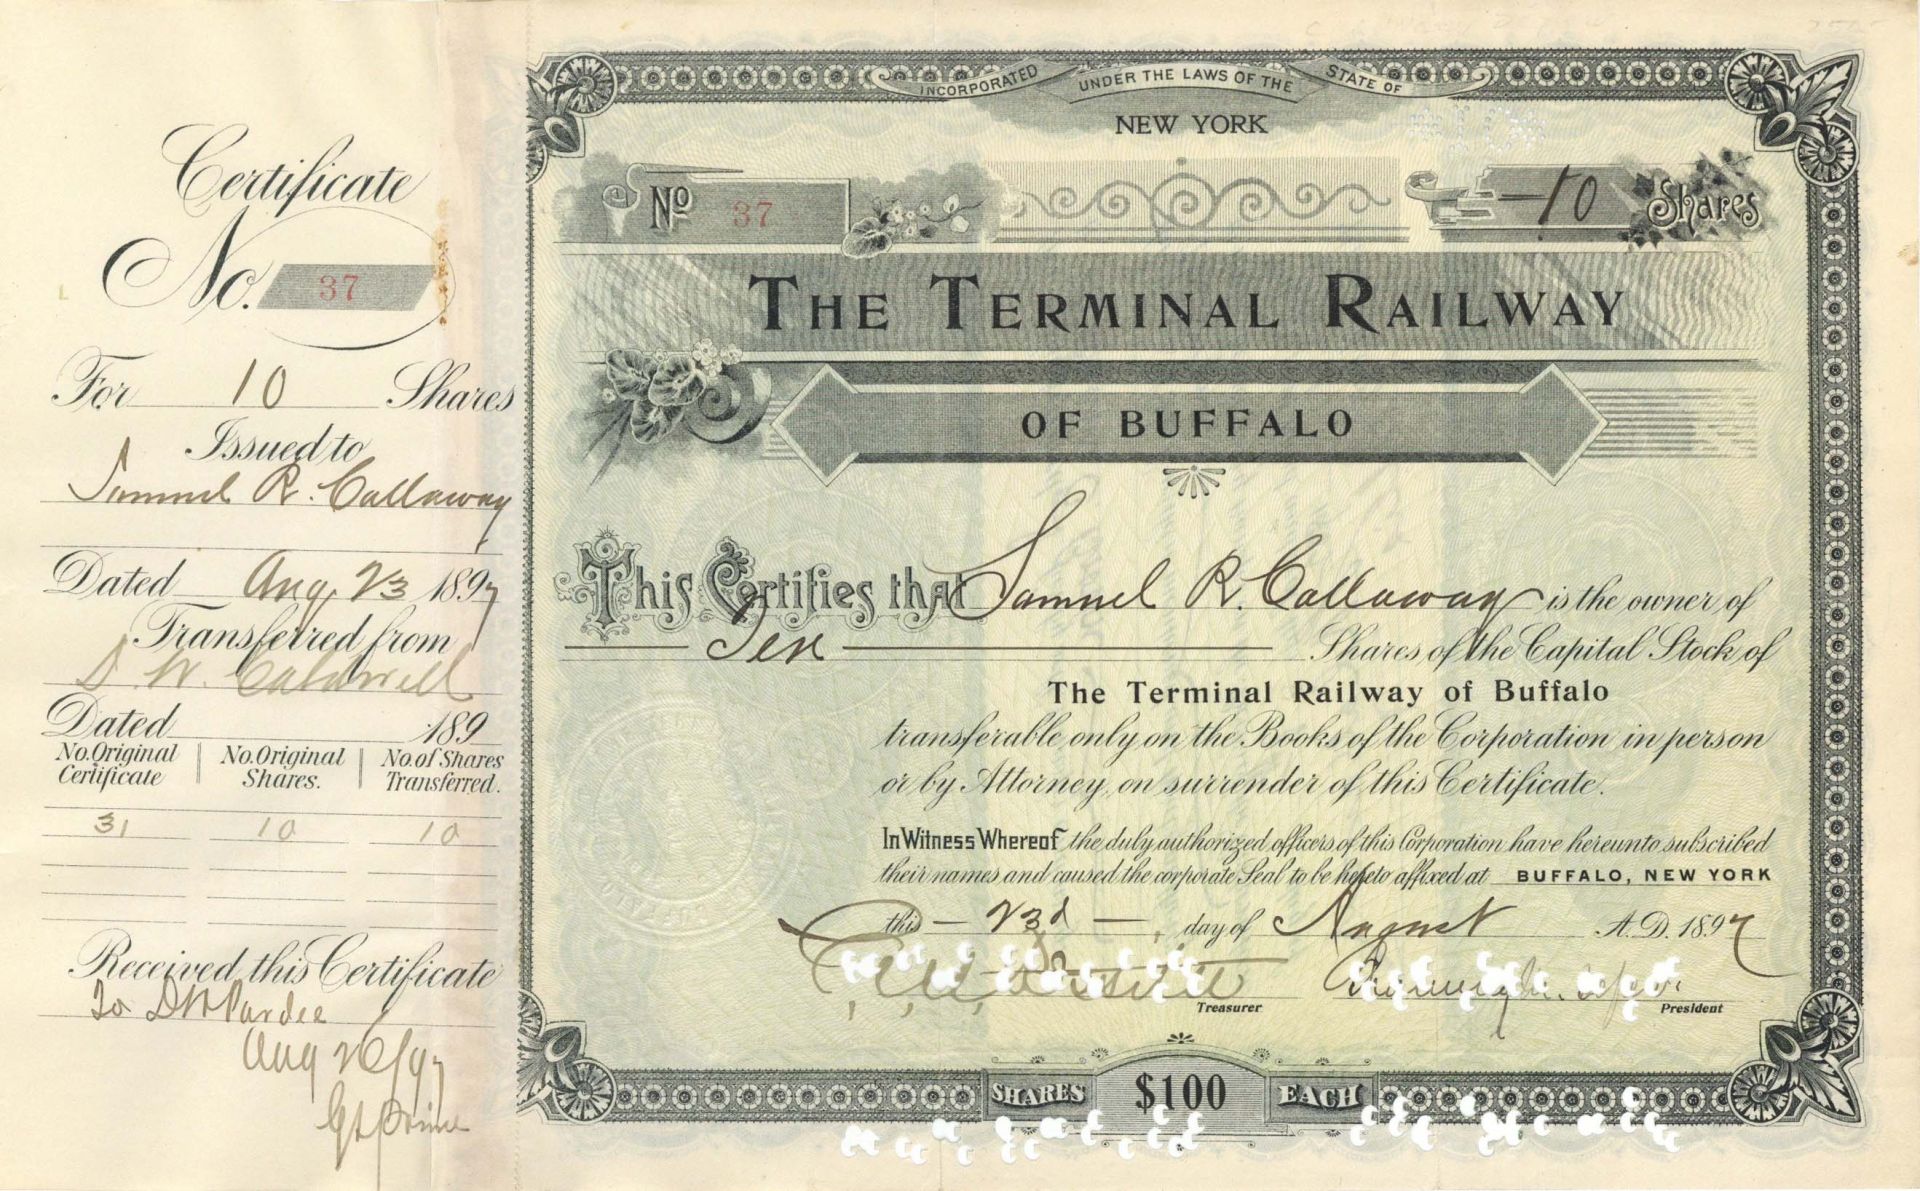 Certificate
No. 37
For 10 Shares
Issued to
Samuel R. Callaway
Dated Aug. 23 1897
Transferred from
D. W. Caldwell
Dated 189
No. Original Certificate | No. Original Shares. | No. of Shares Transferred.
31 10 10
Received this Certificate
To D W Pardee
Aug 26/97
INCORPORATED UNDER THE LAWS OF THE STATE OF
NEW YORK
No 37
-10 Shares
THE TERMINAL RAILWAY
OF BUFFALO
This Certifies that Samuel R. Callaway is the owner of
Ten Shares of the Capital Stock of
The Terminal Railway of Buffalo
transferable only on the Books of the Corporation in person
or by Attorney, on surrender of this Certificate.
In Witness Whereof the duly authorized officers of this Corporation have hereunto subscribed
their names and caused the corporate Seal to be hereto affixed at BUFFALO, NEW YORK
this - 23d - day of August A.D. 1897
Treasurer
President
SHARES $100 EACH